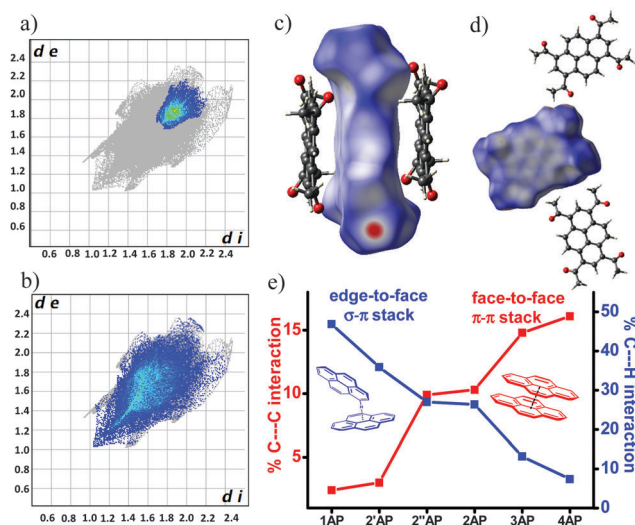 a)
d e
2.4
2.2
2.0
1.8
1.6
1.4
1.2
1.0
0.8
0.6
d i
0.6 0.8 1.0 1.2 1.4 1.6 1.8 2.0 2.2 2.4
b)
d e
2.4
2.2
2.0
1.8
1.6
1.4
1.2
1.0
0.8
0.6
d i
0.6 0.8 1.0 1.2 1.4 1.6 1.8 2.0 2.2 2.4
c)
d)
e)
edge-to-face
σ-π stack
face-to-face
π-π stack
% C---C interaction
15
10
5
% C---H interaction
50
40
30
20
10
0
1AP 2'AP 2"AP 2AP 3AP 4AP